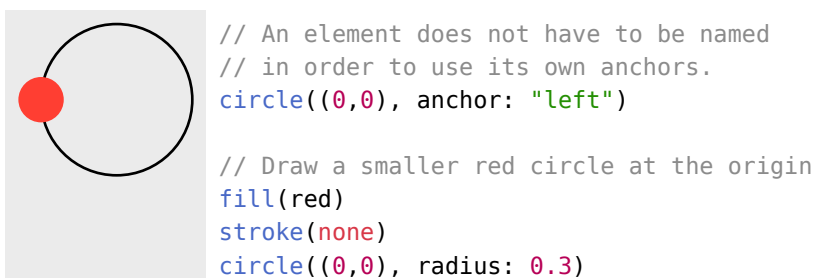 // An element does not have to be named
// in order to use its own anchors.
circle((0,0), anchor: "left")
// Draw a smaller red circle at the origin
fill(red)
stroke(none)
circle((0,0), radius: 0.3)